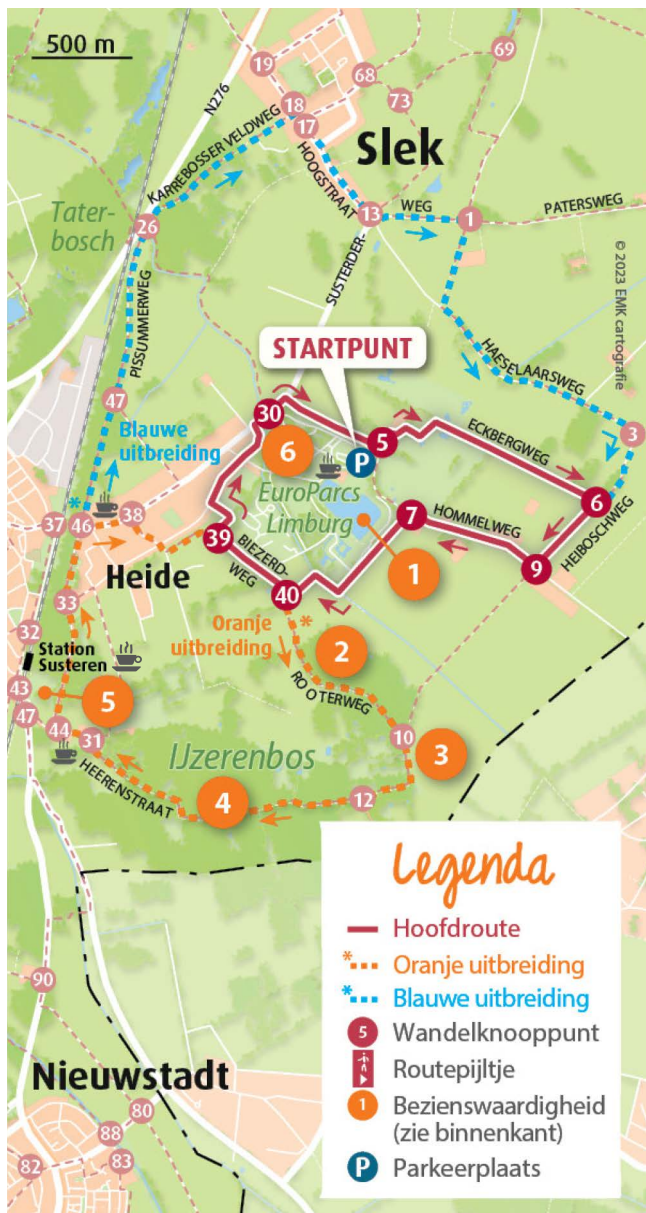 500 m
69
19
68
N276
18
73
17
KARREBOSSER VELDWEG
Slek
HOOGSTRAAT
13
WEG
1
PATERSWEG
Tater-
bosch
26
SUSTERDER-
© 2023 EMK cartografie
PISSUMMERWEG
STARTPUNT
HAESELAARSWEG
47
30
5
ECKBERGWEG
3
Blauwe
uitbreiding
6
P
EuroParcs
Limburg
6
*
7
HOMMELWEG
HEIBOSCHWEG
37
46
38
39
BIEZERD-
WEG
1
9
Heide
40
33
Oranje
uitbreiding
*
2
32
Station
Susteren
ROOTERWEG
43
5
47
44
31
10
3
IJzerenbos
HEERENSTRAAT
4
12
Legenda
Hoofdroute
* Oranje uitbreiding
* Blauwe uitbreiding
5 Wandelknooppunt
Routepijltje
1 Bezienswaardigheid
(zie binnenkant)
P Parkeerplaats
90
Nieuwstadt
80
88
82
83